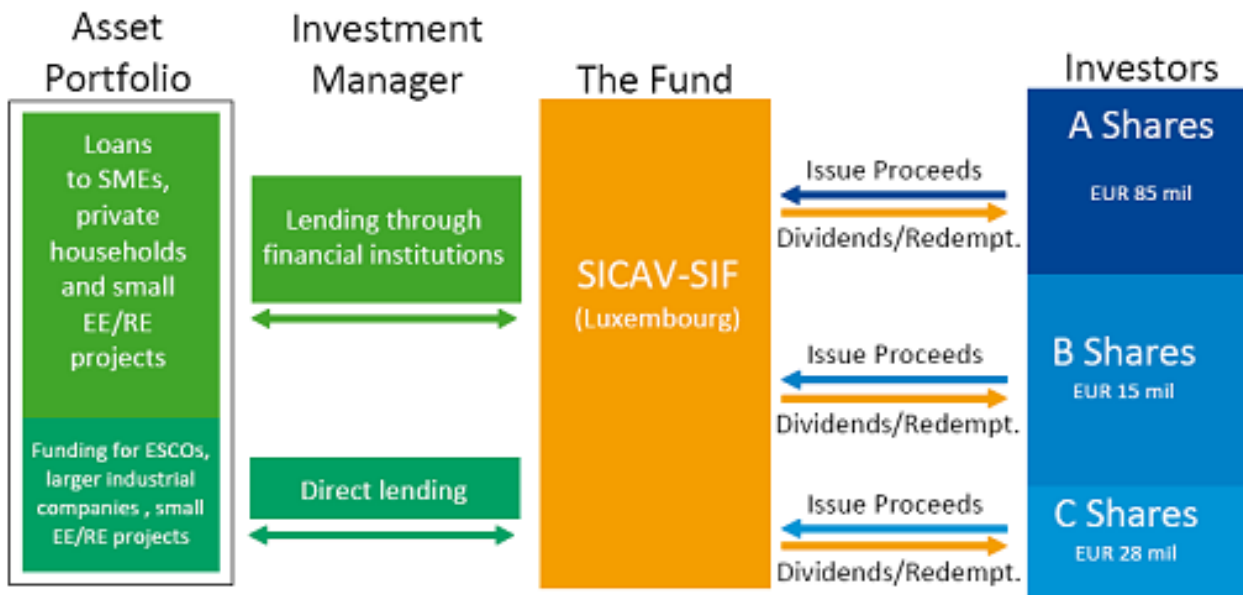 Asset
Portfolio
Loans
to SMEs,
private
households
and small
EE/RE
projects
Funding for ESCOs,
larger industrial
companies , small
EE/RE projects
Investment
Manager
Lending through
financial institutions
Direct lending
The Fund
SICAV-SIF
(Luxembourg)
Issue Proceeds
Dividends/Redempt.
Issue Proceeds
Dividends/Redempt.
Issue Proceeds
Dividends/Redempt.
Investors
A Shares
EUR 85 mil
B Shares
EUR 15 mil
C Shares
EUR 28 mil